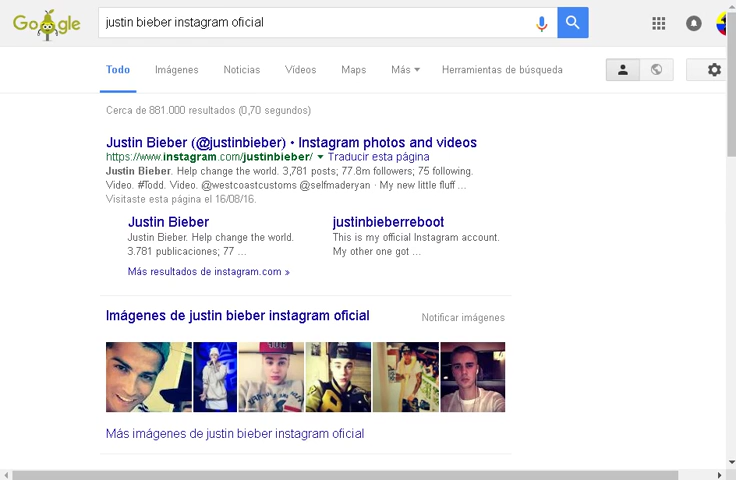 Google
justin bieber instagram oficial
Todo Imágenes Noticias Vídeos Maps Más Herramientas de búsqueda
Cerca de 881.000 resultados (0,70 segundos)
Justin Bieber (@justinbieber) • Instagram photos and videos
https://www.instagram.com/justinbieber/ Traducir esta página
Justin Bieber. Help change the world. 3,781 posts; 77.8m followers; 75 following.
Video. #Todd. Video. @westcoastcustoms @selfmaderyan · My new little fluff ...
Visitaste esta página el 16/08/16.
Justin Bieber
Justin Bieber. Help change the world.
3.781 publicaciones; 77 ...
justinbieberreboot
This is my official Instagram account.
My other one got ...
Más resultados de instagram.com »
Imágenes de justin bieber instagram oficial
Notificar imágenes
Más imágenes de justin bieber instagram oficial